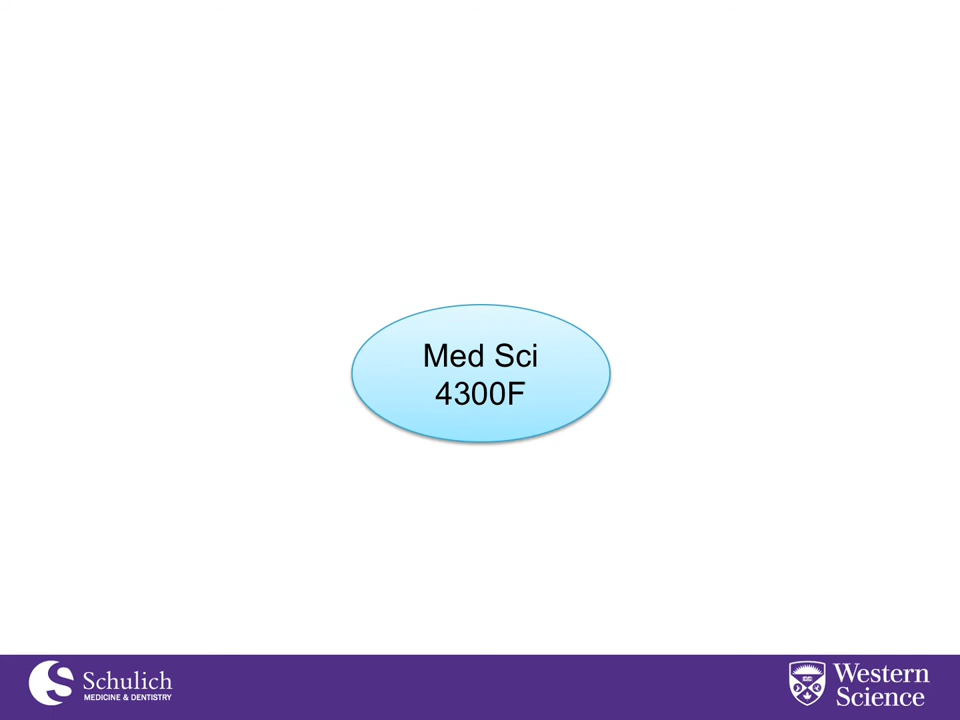 Med Sci
4300F
Schulich
MEDICINE & DENTISTRY
Western
Science